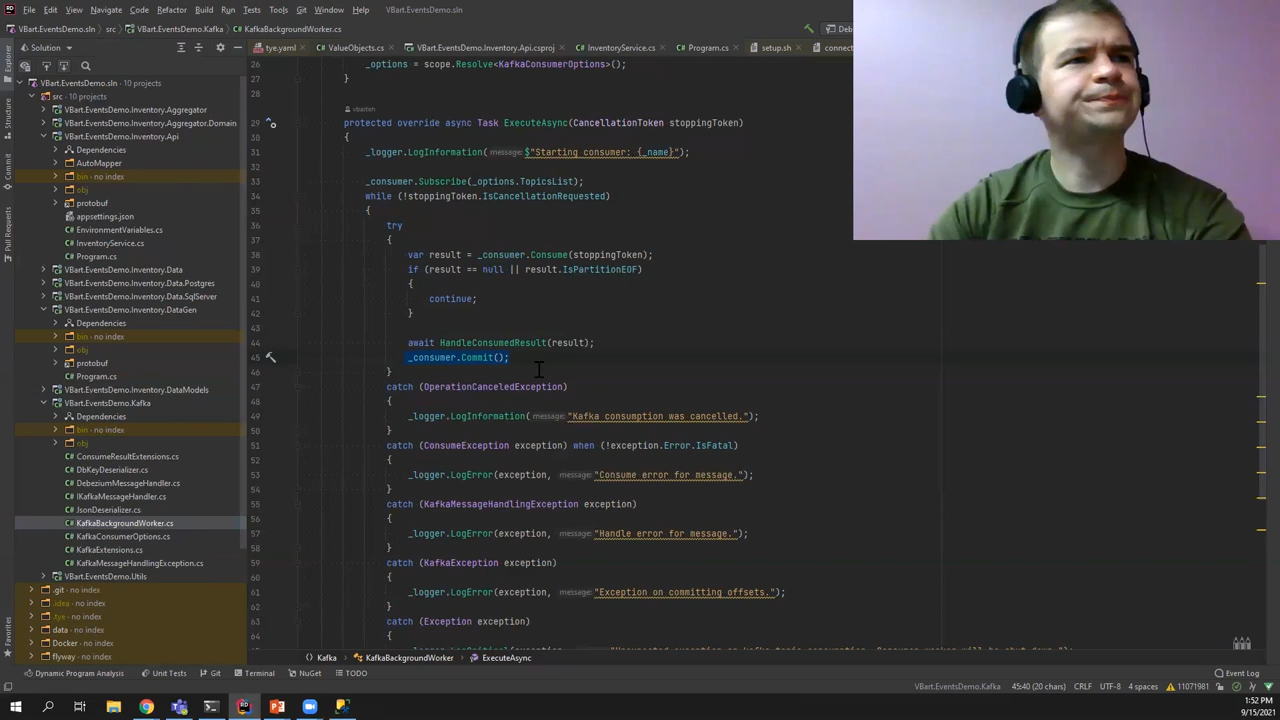 File Edit View Navigate Code Refactor Build Run Tests Tools Git Window Help VBart.EventsDemo.sln
VBart.EventsDemo.sln src VBart.EventsDemo.Kafka KafkaBackgroundWorker.cs
Solution
tye.yaml ValueObjects.cs VBart.EventsDemo.Inventory.Api.csproj InventoryService.cs Program.cs setup.sh
VBart.EventsDemo.sln 10 projects
src 10 projects
VBart.EventsDemo.Inventory.Aggregator
VBart.EventsDemo.Inventory.Aggregator.Domain
VBart.EventsDemo.Inventory.Api
Dependencies
AutoMapper
bin no index
obj
protobuf
appsettings.json
EnvironmentVariables.cs
InventoryService.cs
Program.cs
VBart.EventsDemo.Inventory.Data
VBart.EventsDemo.Inventory.Data.Postgres
VBart.EventsDemo.Inventory.Data.SqlServer
VBart.EventsDemo.Inventory.DataGen
Dependencies
bin no index
obj
protobuf
Program.cs
VBart.EventsDemo.Inventory.DataModels
VBart.EventsDemo.Kafka
Dependencies
bin no index
obj
ConsumeResultExtensions.cs
DbKeyDeserializer.cs
DebeziumMessageHandler.cs
IKafkaMessageHandler.cs
JsonDeserializer.cs
KafkaBackgroundWorker.cs
KafkaConsumerOptions.cs
KafkaExtensions.cs
KafkaMessageHandlingException.cs
VBart.EventsDemo.Utils
.git no index
.idea no index
.tye no index
data no index
Docker no index
flyway no index
Explorer
Structure
Commit
Pull Requests
Favorites
26 _options = scope.Resolve<KafkaConsumerOptions>();
27 }
28
vbarteh
29 protected override async Task ExecuteAsync(CancellationToken stoppingToken)
30 {
31 _logger.LogInformation( message: $"Starting consumer: {_name}");
32
33 _consumer.Subscribe(_options.TopicsList);
34 while (!stoppingToken.IsCancellationRequested)
35 {
36 try
37 {
38 var result = _consumer.Consume(stoppingToken);
39 if (result == null || result.IsPartitionEOF)
40 {
41 continue;
42 }
43
44 await HandleConsumedResult(result);
45 _consumer.Commit();
46 }
47 catch (OperationCanceledException)
48 {
49 _logger.LogInformation( message: "Kafka consumption was cancelled.");
50 }
51 catch (ConsumeException exception) when (!exception.Error.IsFatal)
52 {
53 _logger.LogError(exception, message: "Consume error for message.");
54 }
55 catch (KafkaMessageHandlingException exception)
56 {
57 _logger.LogError(exception, message: "Handle error for message.");
58 }
59 catch (KafkaException exception)
60 {
61 _logger.LogError(exception, message: "Exception on committing offsets.");
62 }
63 catch (Exception exception)
64 {
Kafka KafkaBackgroundWorker ExecuteAsync
Dynamic Program Analysis Unit Tests Git Terminal NuGet TODO Event Log
VBart.EventsDemo.Kafka 45:40 (20 chars) CRLF UTF-8 4 spaces 11071981
1:52 PM
9/15/2021